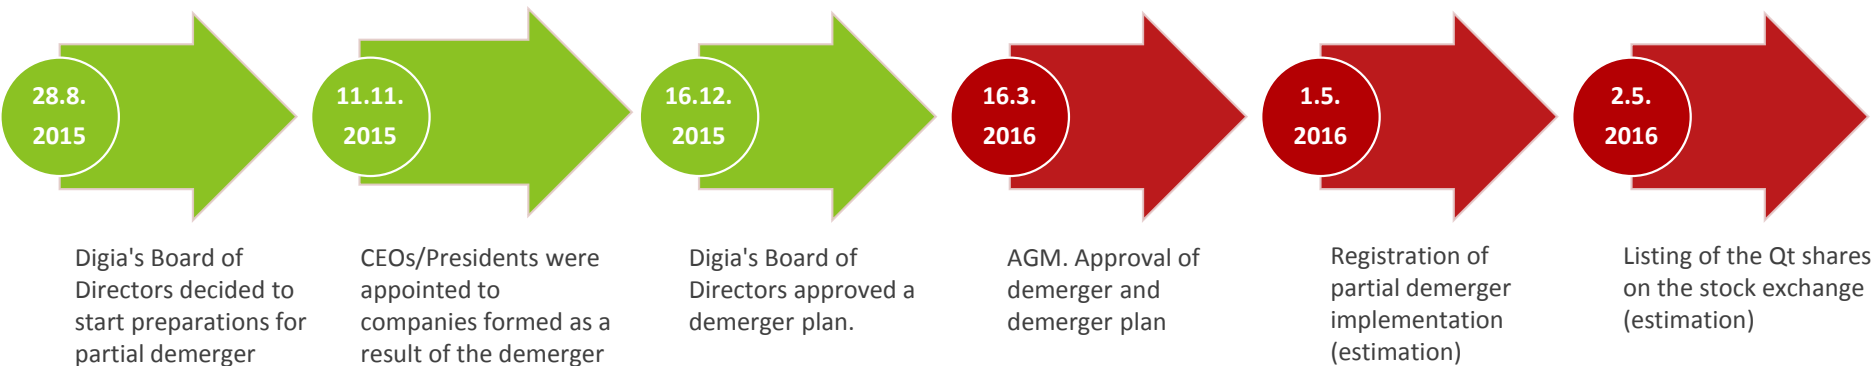 28.8.
2015
11.11.
2015
16.12.
2015
16.3.
2016
1.5.
2016
2.5.
2016
Digia's Board of
Directors decided to
start preparations for
partial demerger
CEOs/Presidents were
appointed to
companies formed as a
result of the demerger
Digia's Board of
Directors approved a
demerger plan.
AGM. Approval of
demerger and
demerger plan
Registration of
partial demerger
implementation
(estimation)
Listing of the Qt shares
on the stock exchange
(estimation)